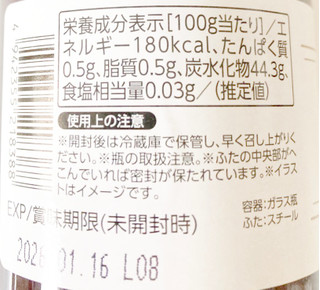 栄養成分表示[100g当たり]/エ
ネルギー180kcal、たんぱく質
0.5g、脂質0.5g、炭水化物44.3g、
食塩相当量0.03g/(推定値)
使用上の注意
※開封後は冷蔵庫で保管し、早く召し上がりく
ださい。※瓶の取扱注意。※ふたの中央部がへ
こんでいれば密封が保たれています。※イラス
トはイメージです。
容器:ガラス瓶
ふた:スチール
EXP/賞味期限(未開封時)
01.16 L08